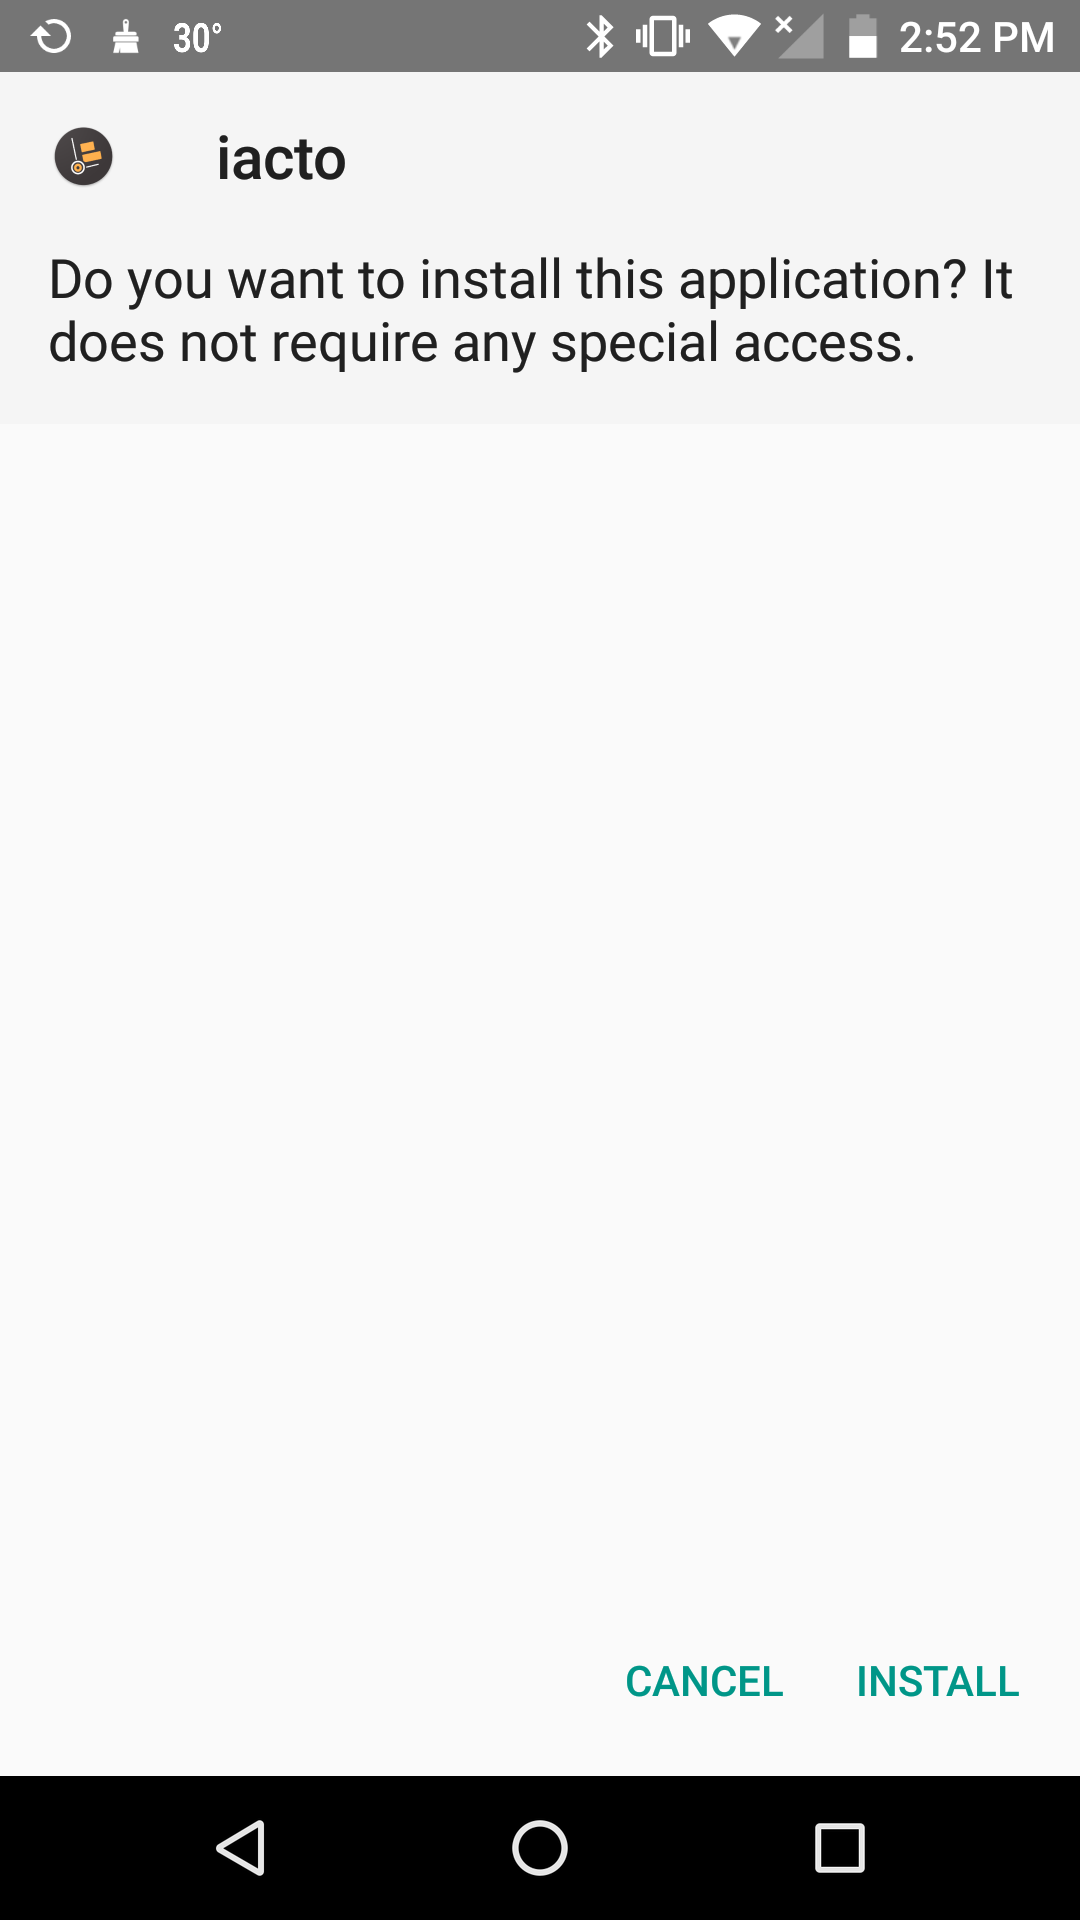 30°
2:52 PM
iacto
Do you want to install this application? It
does not require any special access.
CANCEL INSTALL